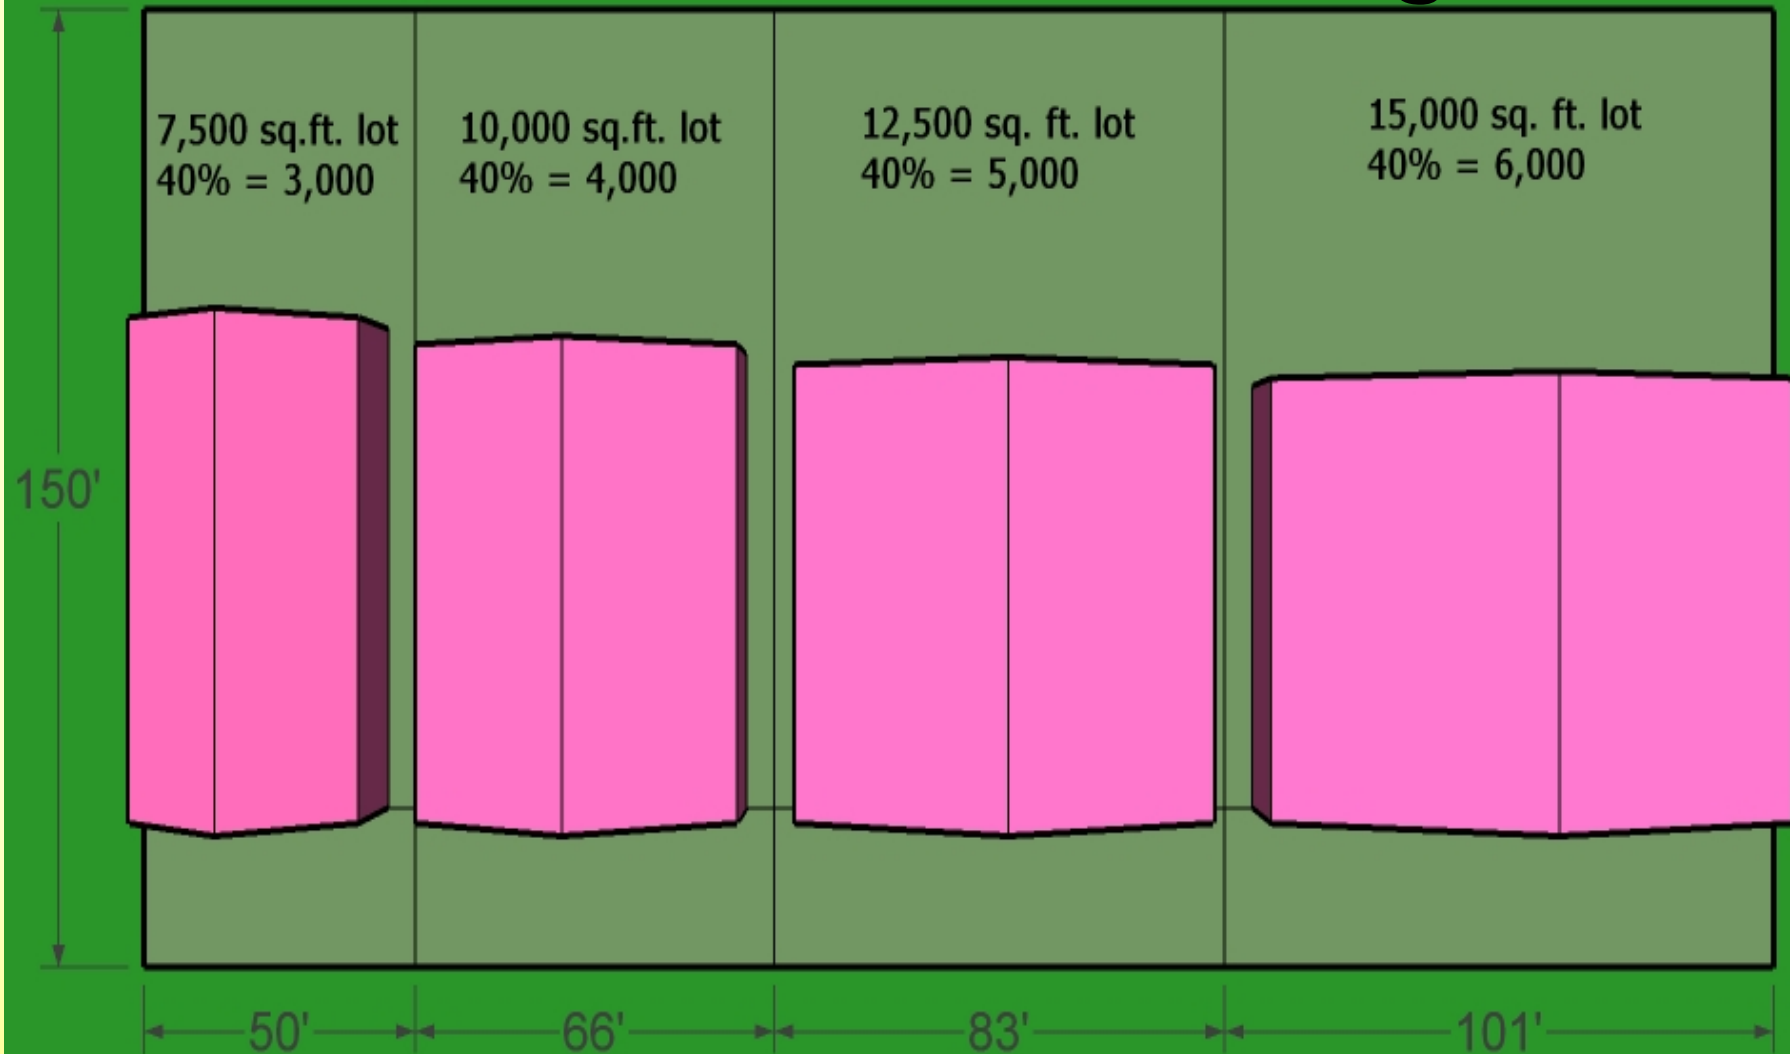 7,500 sq.ft. lot
40% = 3,000
10,000 sq.ft. lot
40% = 4,000
12,500 sq. ft. lot
40% = 5,000
15,000 sq. ft. lot
40% = 6,000
150'
50'
66'
83'
101'